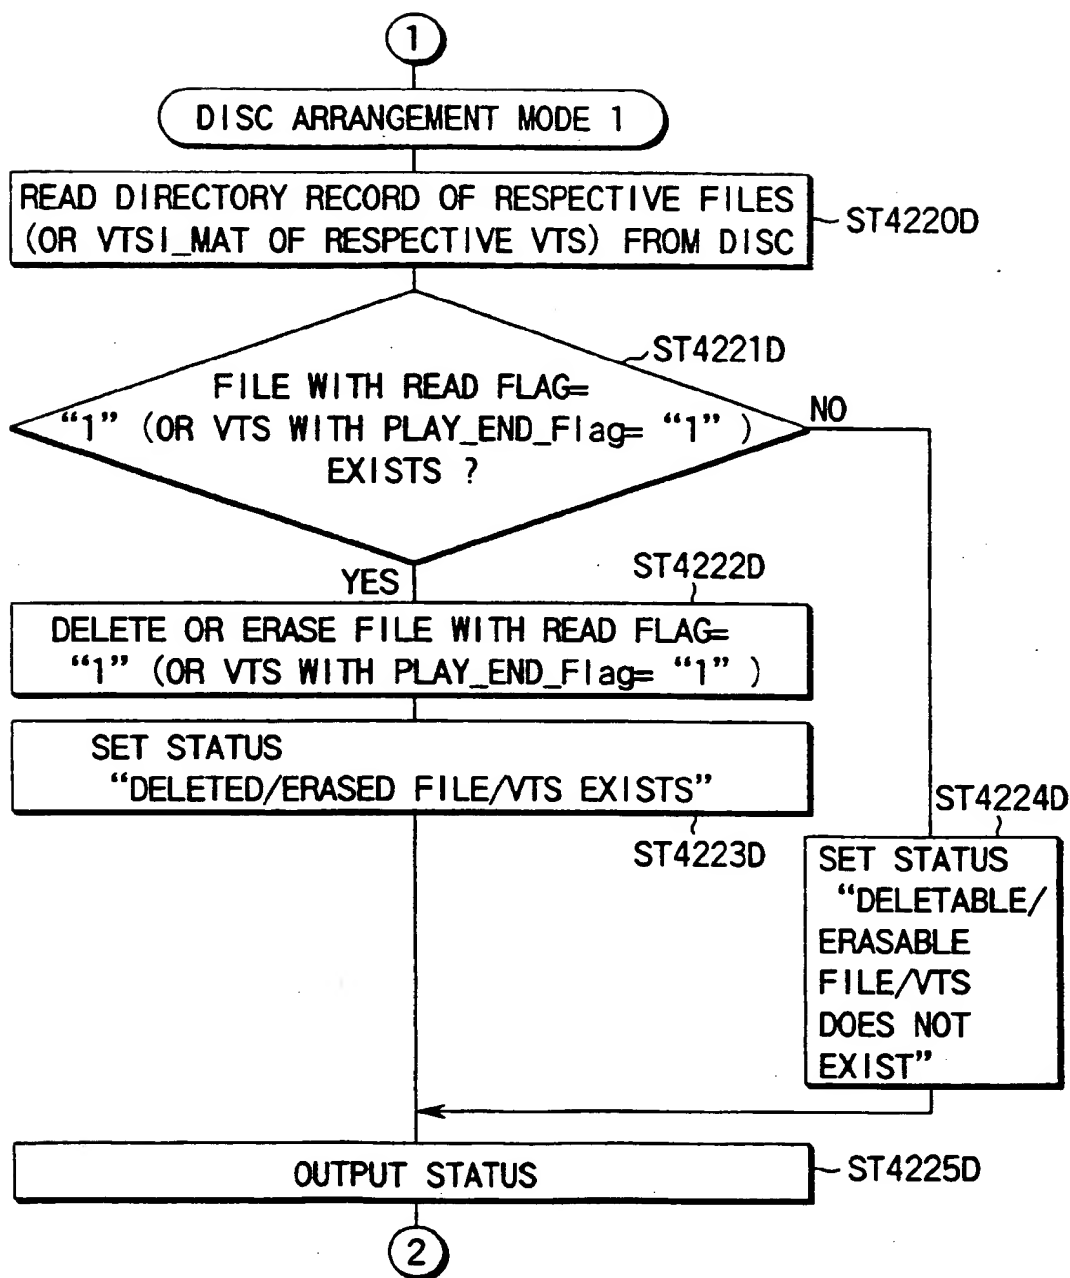 1
DISC ARRANGEMENT MODE 1
READ DIRECTORY RECORD OF RESPECTIVE FILES
(OR VTSI_MAT OF RESPECTIVE VTS) FROM DISC
ST4220D
ST4221D
FILE WITH READ FLAG=
“1” (OR VTS WITH PLAY_END_Flag= “1” )
EXISTS ?
NO
YES
ST4222D
DELETE OR ERASE FILE WITH READ FLAG=
“1” (OR VTS WITH PLAY_END_Flag= “1” )
SET STATUS
“DELETED/ERASED FILE/VTS EXISTS”
ST4223D
ST4224D
SET STATUS
“DELETABLE/
ERASABLE
FILE/VTS
DOES NOT
EXIST”
OUTPUT STATUS
ST4225D
2